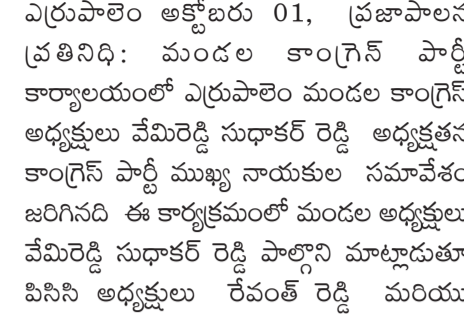 ఎర్రుపాలెం అక్టోబరు 01, ప్రజాపాలన
ప్రతినిధి: మండల కాంగ్రెస్ పార్టీ
కార్యాలయంలో ఎర్రుపాలెం మండల కాంగ్రెస్
అధ్యక్షులు వేమిరెడ్డి సుధాకర్ రెడ్డి అధ్యక్షతన
కాంగ్రెస్ పార్టీ ముఖ్య నాయకుల సమావేశం
జరిగినది ఈ కార్యక్రమంలో మండల అధ్యక్షులు
వేమిరెడ్డి సుధాకర్ రెడ్డి పాల్గొని మాట్లాడుతూ
పిసిసి అధ్యక్షులు రేవంత్ రెడ్డి మరియు